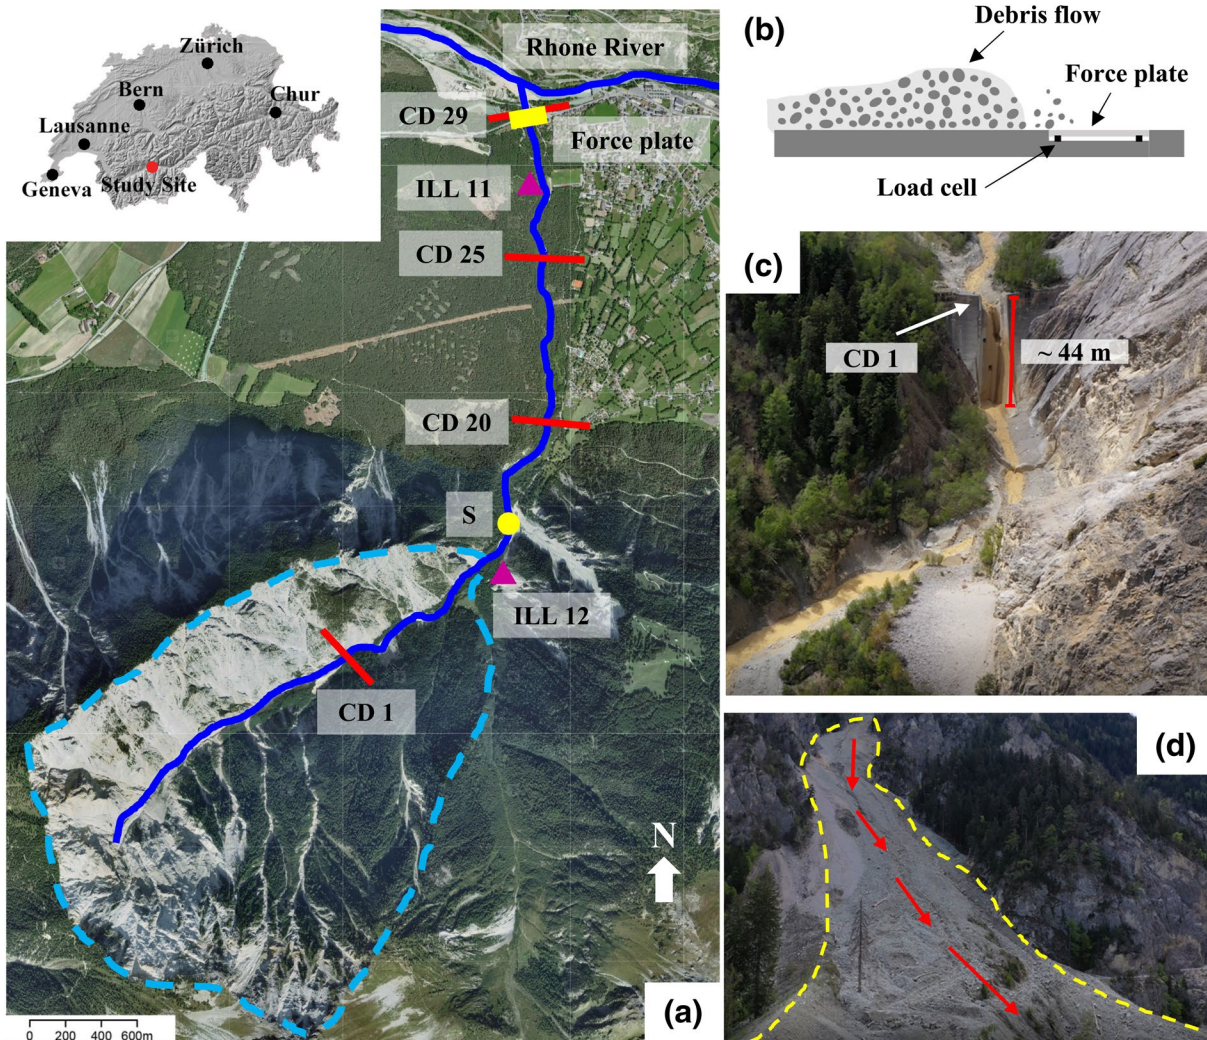 Zürich
Bern
Chur
Lausanne
Geneva
Study Site
Rhone River
CD 29
Force plate
ILL 11
CD 25
CD 20
S
ILL 12
CD 1
N
0 200 400 600m
(a)
(b)
Debris flow
Force plate
Load cell
(c)
CD 1
~ 44 m
(d)